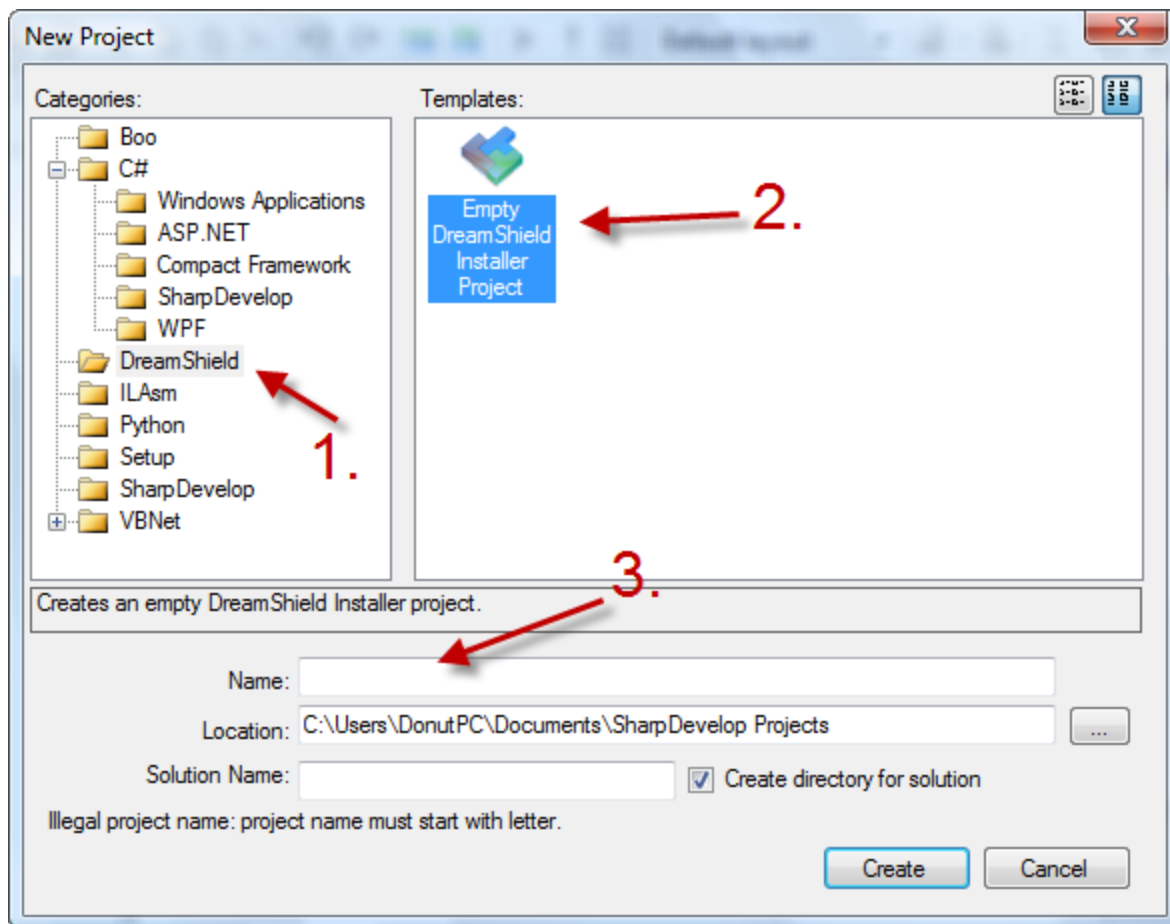 New Project
Categories:
Templates:
Boo
C#
Windows Applications
ASP.NET
Compact Framework
SharpDevelop
WPF
DreamShield
ILAsm
Python
Setup
SharpDevelop
VBNet
1.
Empty
DreamShield
Installer
Project
2.
3.
Creates an empty DreamShield Installer project.
Name:
Location: C:\Users\DonutPC\Documents\SharpDevelop Projects ...
Solution Name: Create directory for solution
Illegal project name: project name must start with letter.
Create Cancel